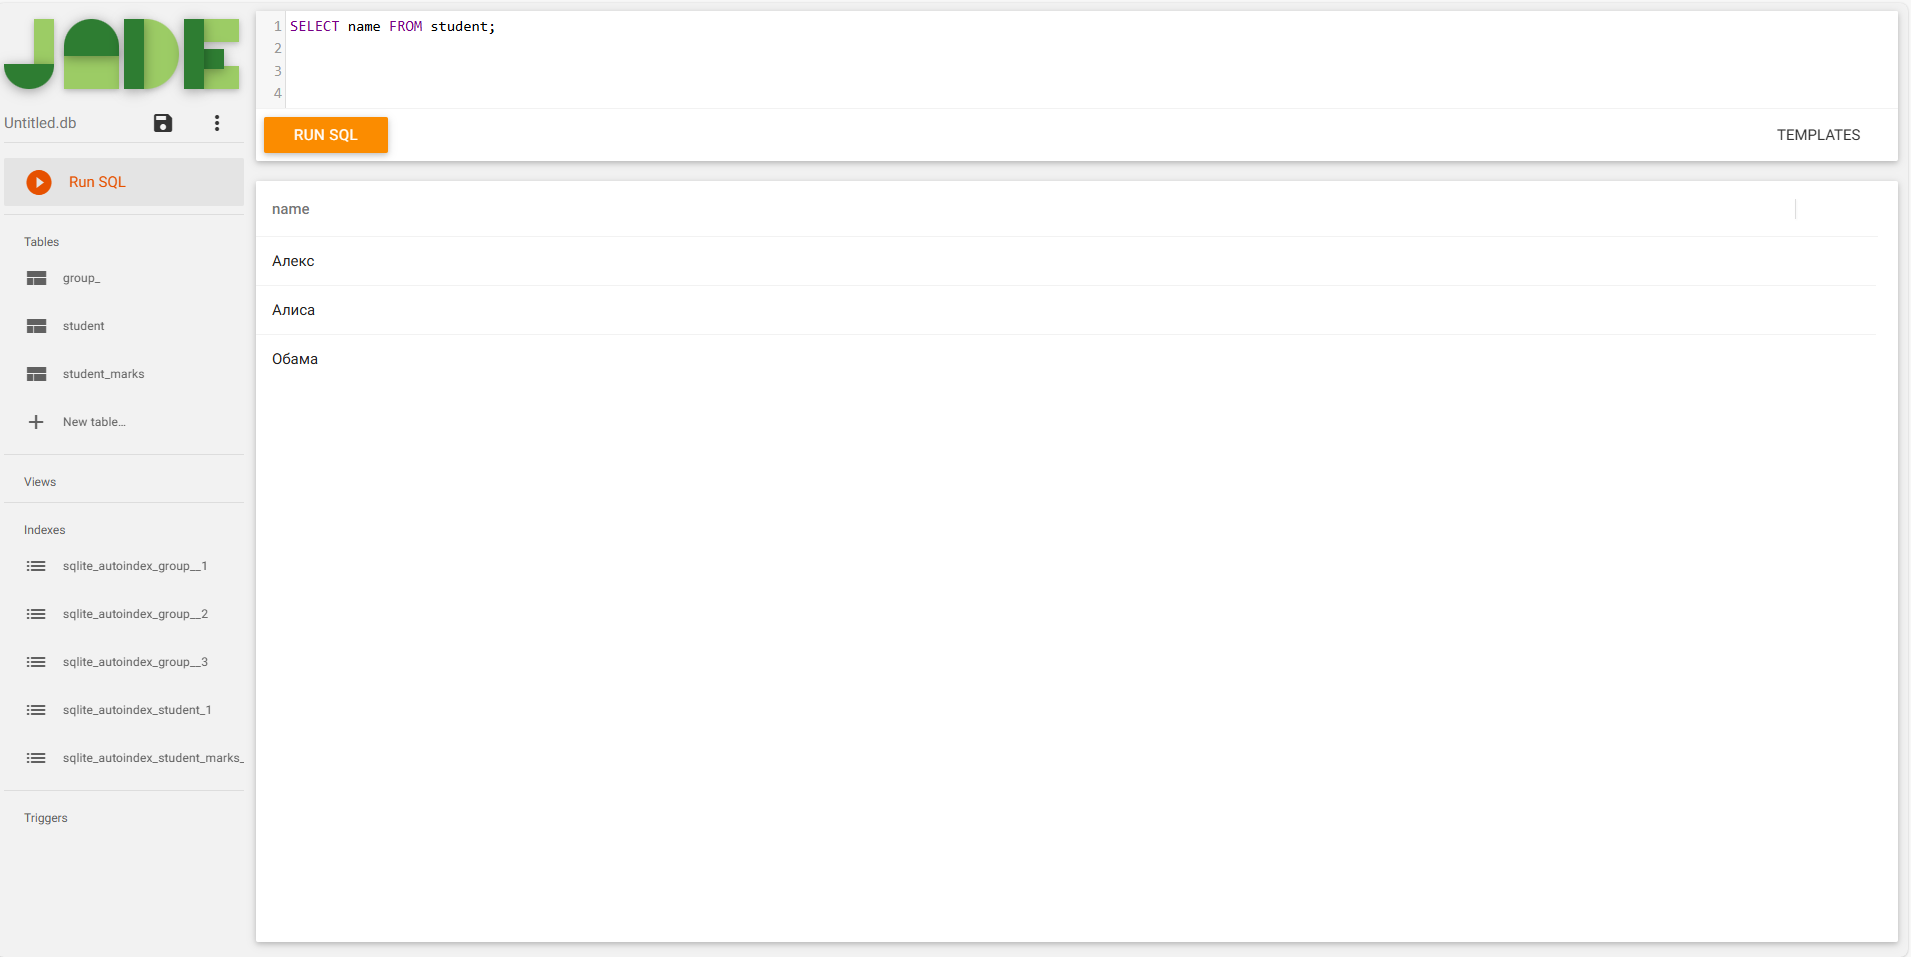 JADE
Untitled.db
Run SQL
Tables
group_
student
student_marks
New table...
Views
Indexes
sqlite_autoindex_group__1
sqlite_autoindex_group__2
sqlite_autoindex_group__3
sqlite_autoindex_student_1
sqlite_autoindex_student_marks_
Triggers
1 SELECT name FROM student;
2
3
4
RUN SQL
TEMPLATES
name
Алекс
Алиса
Обама